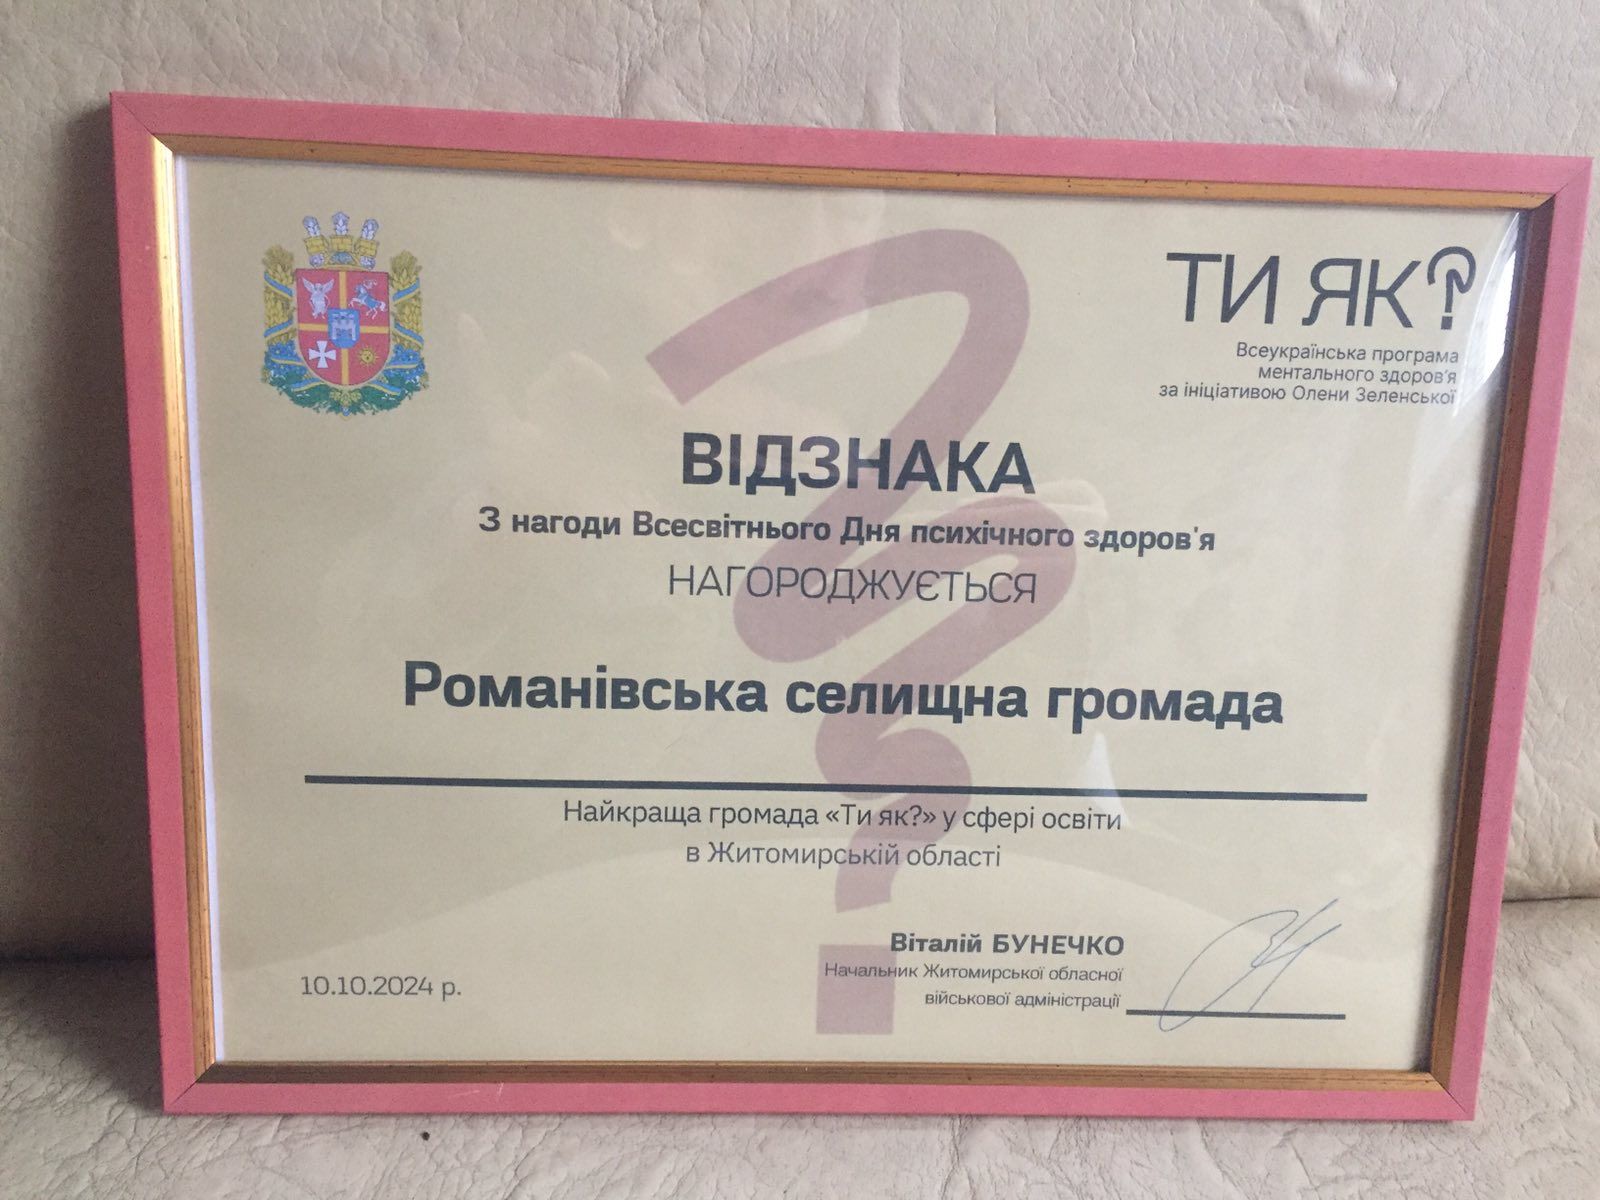 ТИ ЯК?
Всеукраїнська програма
ментального здоров'я
за ініціативою Олени Зеленської
ВІДЗНАКА
З нагоди Всесвітнього Дня психічного здоров'я
НАГОРОДЖУЄТЬСЯ
Романівська селищна громада
Найкраща громада «Ти як?» у сфері освіти
в Житомирській області
Віталій БУНЕЧКО
Начальник Житомирської обласної
військової адміністрації
10.10.2024 р.